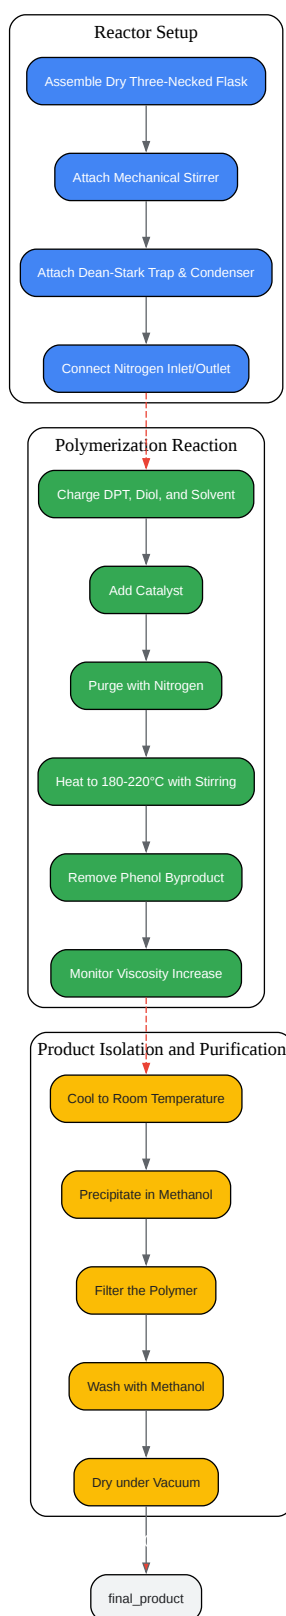 Reactor Setup
Assemble Dry Three-Necked Flask
Attach Mechanical Stirrer
Attach Dean-Stark Trap & Condenser
Connect Nitrogen Inlet/Outlet
Polymerization Reaction
Charge DPT, Diol, and Solvent
Add Catalyst
Purge with Nitrogen
Heat to 180-220°C with Stirring
Remove Phenol Byproduct
Monitor Viscosity Increase
Product Isolation and Purification
Cool to Room Temperature
Precipitate in Methanol
Filter the Polymer
Wash with Methanol
Dry under Vacuum
final_product